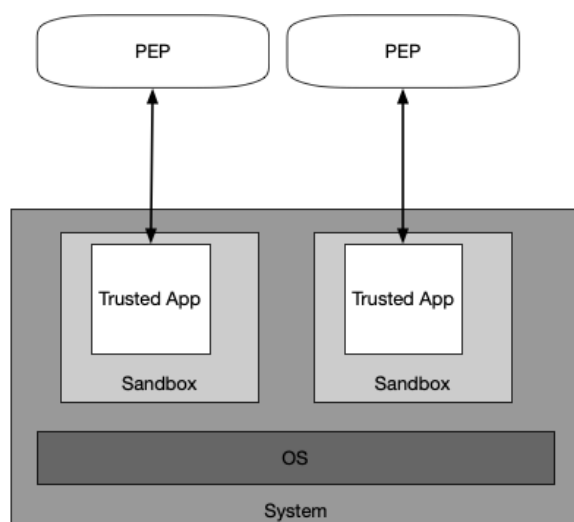 PEP
PEP
Trusted App
Trusted App
Sandbox
Sandbox
OS
System